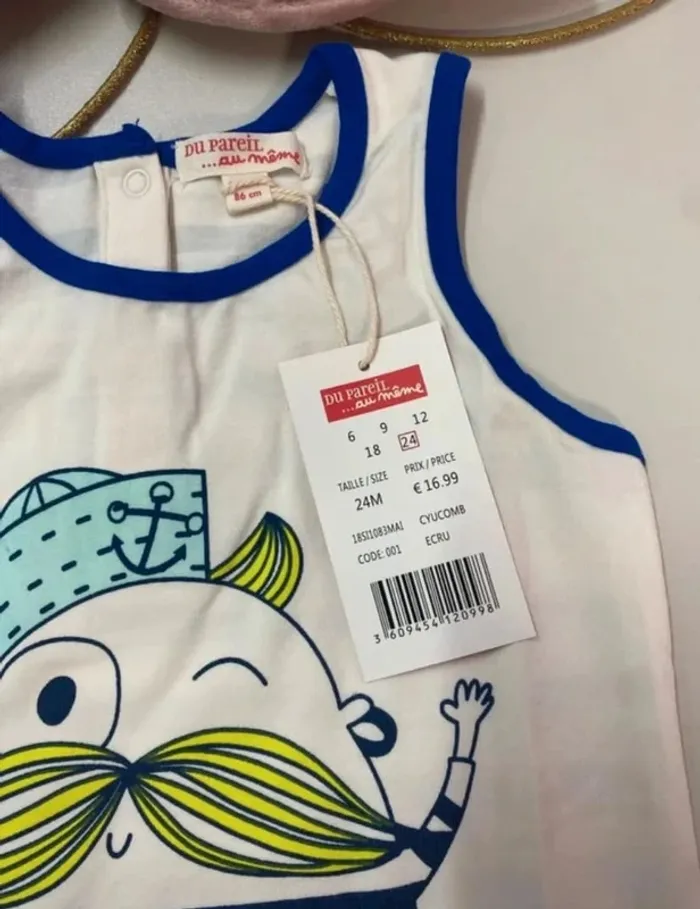 DU PAREIL
...au même
86 cm
DU PAREIL
...au même
6 9 12
18 24
TAILLE / SIZE PRIX / PRICE
24M € 16.99
18SI1083MAI CYUCOMB
CODE: 001 ECRU
3 609454 120998